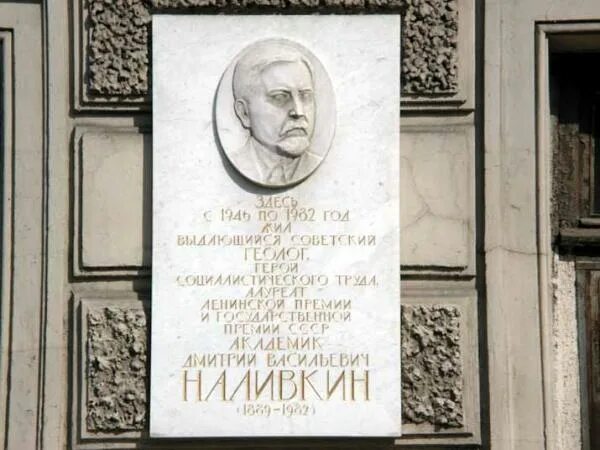 ЗДЕСЬ
С 1946 ПО 1982 ГОД
ЖИЛ
ВЫДАЮЩИЙСЯ СОВЕТСКИЙ
ГЕОЛОГ,
ГЕРОЙ
СОЦИАЛИСТИЧЕСКОГО ТРУДА,
ЛАУРЕАТ
ЛЕНИНСКОЙ ПРЕМИИ
И ГОСУДАРСТВЕННОЙ
ПРЕМИИ СССР
АКАДЕМИК
ДМИТРИЙ ВАСИЛЬЕВИЧ
НАЛИВКИН
(1889-1982)